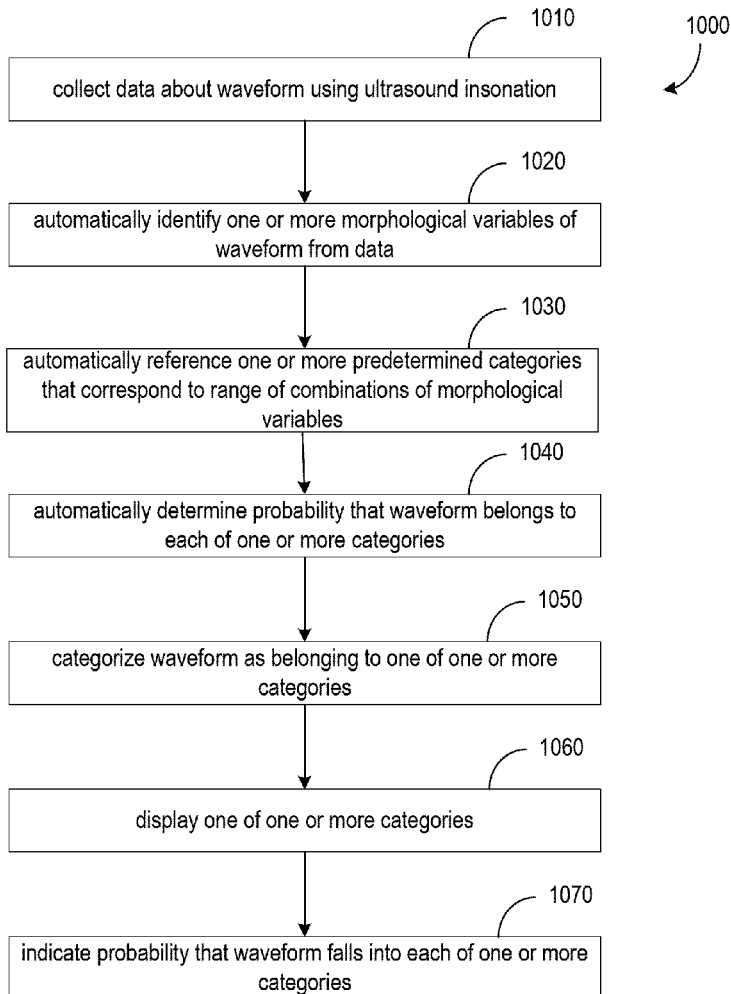 1010
1000
collect data about waveform using ultrasound insonation
1020
automatically identify one or more morphological variables of
waveform from data
1030
automatically reference one or more predetermined categories
that correspond to range of combinations of morphological
variables
1040
automatically determine probability that waveform belongs to
each of one or more categories
1050
categorize waveform as belonging to one of one or more
categories
1060
display one of one or more categories
1070
indicate probability that waveform falls into each of one or more
categories